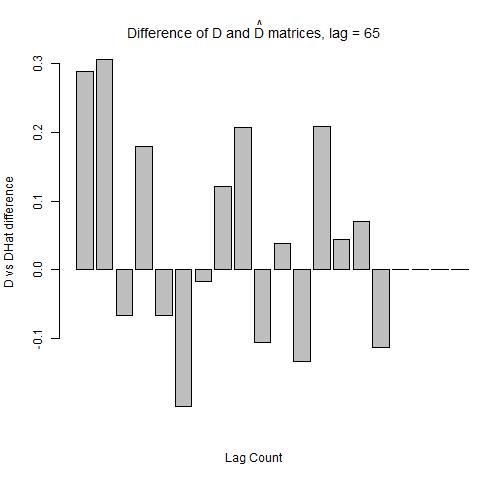 Difference of D and D̂ matrices, lag = 65
0.3
0.2
0.1
0.0
-0.1
D vs DHat difference
Lag Count